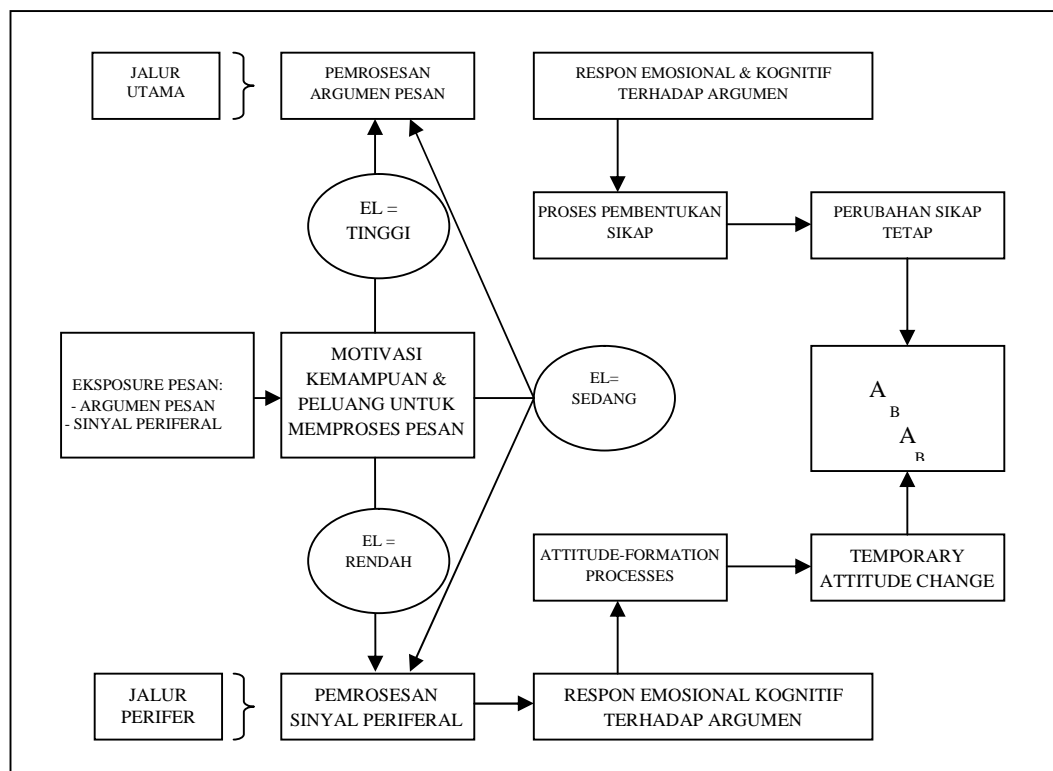 JALUR
UTAMA
PEMROSESAN
ARGUMEN PESAN
RESPON EMOSIONAL & KOGNITIF
TERHADAP ARGUMEN
EL =
TINGGI
PROSES PEMBENTUKAN
SIKAP
PERUBAHAN SIKAP
TETAP
EKSPOSURE PESAN:
- ARGUMEN PESAN
- SINYAL PERIFERAL
MOTIVASI
KEMAMPUAN &
PELUANG UNTUK
MEMPROSES PESAN
EL=
SEDANG
A
B
A
B
EL =
RENDAH
ATTITUDE-FORMATION
PROCESSES
TEMPORARY
ATTITUDE CHANGE
JALUR
PERIFER
PEMROSESAN
SINYAL PERIFERAL
RESPON EMOSIONAL KOGNITIF
TERHADAP ARGUMEN